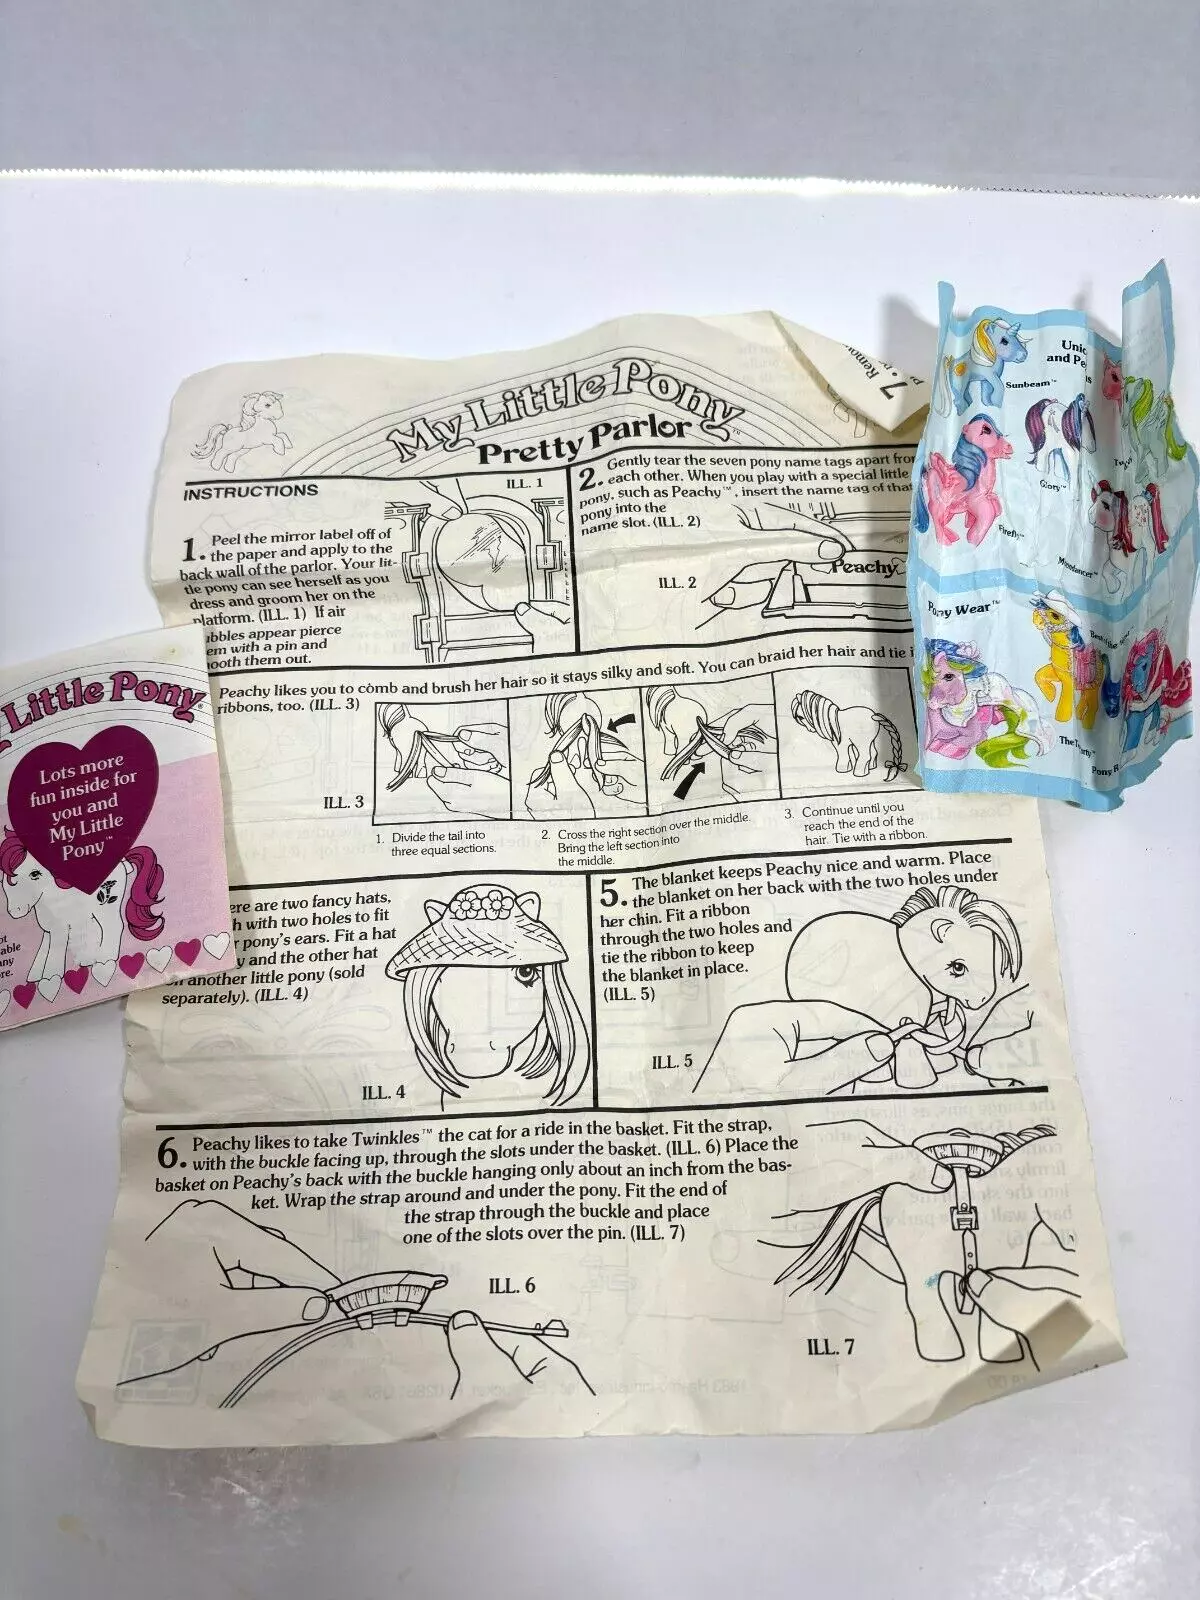 My Little Pony™
Pretty Parlor
7. Remov
INSTRUCTIONS
ILL. 1
1. Peel the mirror label off of
the paper and apply to the
back wall of the parlor. Your lit-
tle pony can see herself as you
dress and groom her on the
platform. (ILL. 1) If air
bbles appear pierce
em with a pin and
ooth them out.
2. Gently tear the seven pony name tags apart from
each other. When you play with a special little
pony, such as Peachy™, insert the name tag of that
pony into the
name slot. (ILL. 2)
ILL. 2
Peachy
Peachy likes you to comb and brush her hair so it stays silky and soft. You can braid her hair and tie i
ribbons, too. (ILL. 3)
ILL. 3
1. Divide the tail into
three equal sections.
2. Cross the right section over the middle.
Bring the left section into
the middle.
3. Continue until you
reach the end of the
hair. Tie with a ribbon.
ere are two fancy hats,
h with two holes to fit
r pony's ears. Fit a hat
y and the other hat
another little pony (sold
separately). (ILL. 4)
ILL. 4
5. The blanket keeps Peachy nice and warm. Place
the blanket on her back with the two holes under
her chin. Fit a ribbon
through the two holes and
tie the ribbon to keep
the blanket in place.
(ILL. 5)
ILL. 5
6. Peachy likes to take Twinkles™ the cat for a ride in the basket. Fit the strap,
with the buckle facing up, through the slots under the basket. (ILL. 6) Place the
basket on Peachy's back with the buckle hanging only about an inch from the bas-
ket. Wrap the strap around and under the pony. Fit the end of
the strap through the buckle and place
one of the slots over the pin. (ILL. 7)
ILL. 6
ILL. 7
Little Pony®
Lots more
fun inside for
you and
My Little
Pony™
ot
able
any
re.
Unic
and Pe
Sunbeam™
Glory™
Firefly™
Moondancer™
Pony Wear™
The
Pony R